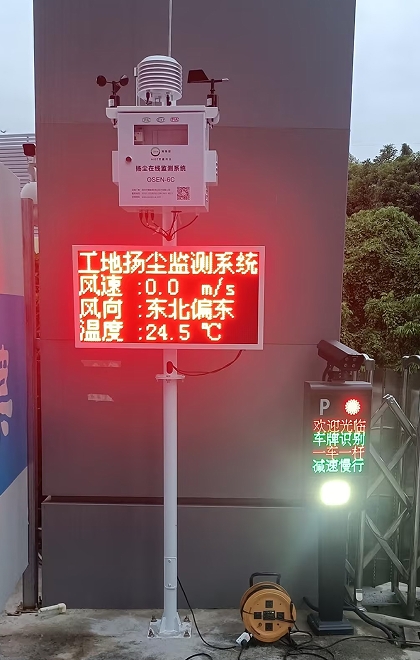 扬尘在线监测系统
OSEN-6C
工地扬尘监测系统
风速 :0.0 m/s
风向 :东北偏东
温度 :24.5 ℃
P
欢迎光临
车牌识别
一车一杆
减速慢行